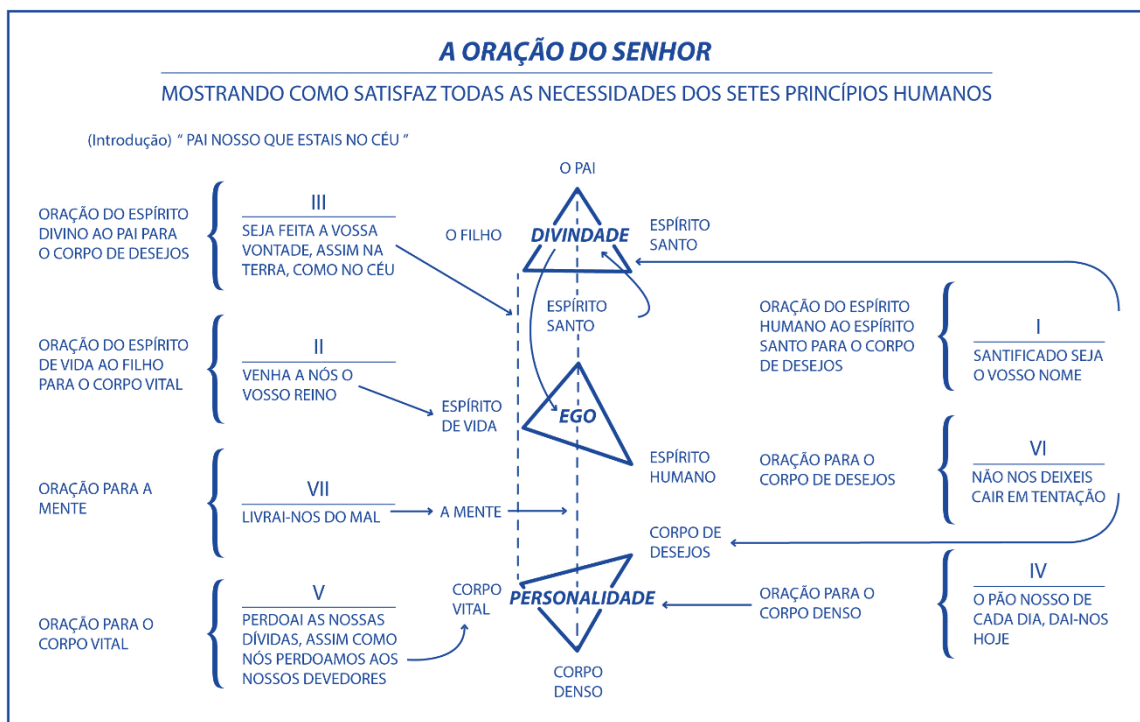 A ORAÇÃO DO SENHOR
MOSTRANDO COMO SATISFAZ TODAS AS NECESSIDADES DOS SETES PRINCÍPIOS HUMANOS
(Introdução) “ PAI NOSSO QUE ESTAIS NO CÉU ”
ORAÇÃO DO ESPÍRITO
DIVINO AO PAI PARA
O CORPO DE DESEJOS
III
SEJA FEITA A VOSSA
VONTADE, ASSIM NA
TERRA, COMO NO CÉU
ORAÇÃO DO ESPÍRITO
DE VIDA AO FILHO
PARA O CORPO VITAL
II
VENHA A NÓS O
VOSSO REINO
ORAÇÃO PARA A
MENTE
VII
LIVRAI-NOS DO MAL
ORAÇÃO PARA O
CORPO VITAL
V
PERDOAI AS NOSSAS
DÍVIDAS, ASSIM COMO
NÓS PERDOAMOS AOS
NOSSOS DEVEDORES
O PAI
O FILHO
DIVINDADE
ESPÍRITO
SANTO
ESPÍRITO
SANTO
ESPÍRITO
DE VIDA
EGO
ESPÍRITO
HUMANO
A MENTE
CORPO DE
DESEJOS
CORPO
VITAL
PERSONALIDADE
CORPO
DENSO
ORAÇÃO DO ESPÍRITO
HUMANO AO ESPÍRITO
SANTO PARA O CORPO
DE DESEJOS
I
SANTIFICADO SEJA
O VOSSO NOME
ORAÇÃO PARA O
CORPO DE DESEJOS
VI
NÃO NOS DEIXEIS
CAIR EM TENTAÇÃO
ORAÇÃO PARA O
CORPO DENSO
IV
O PÃO NOSSO DE
CADA DIA, DAI-NOS
HOJE